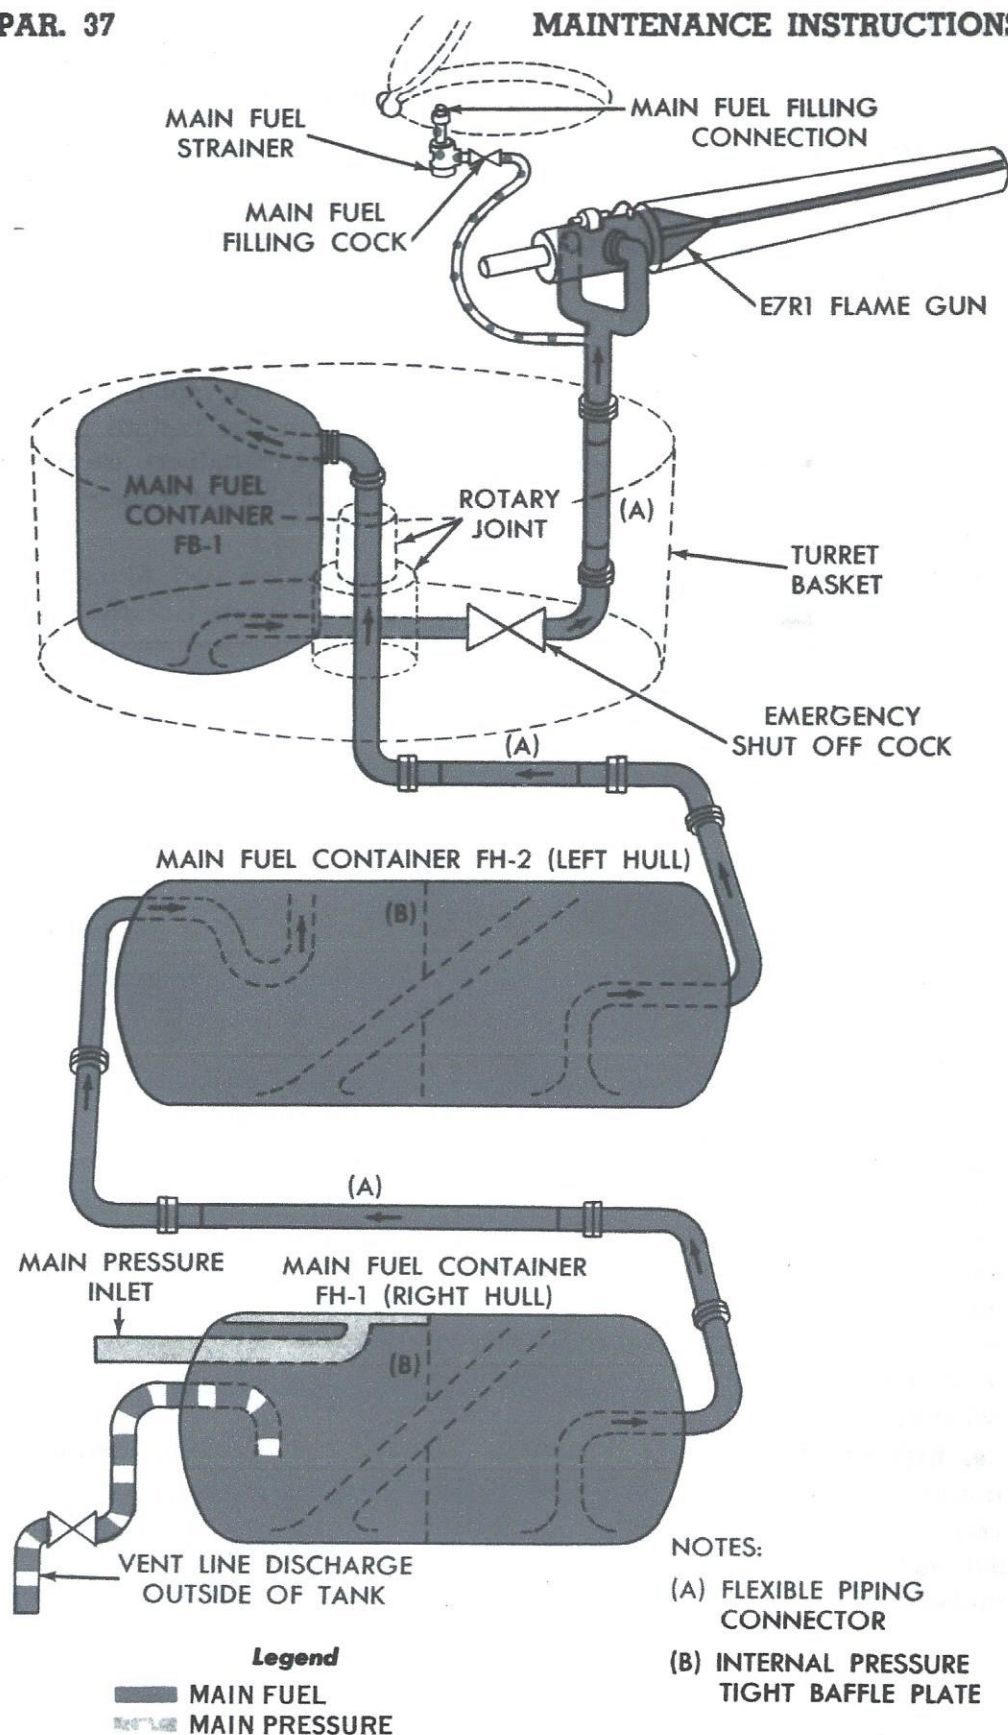 PAR. 37
MAINTENANCE INSTRUCTIONS
MAIN FUEL
STRAINER
MAIN FUEL FILLING
CONNECTION
MAIN FUEL
FILLING COCK
E7R1 FLAME GUN
MAIN FUEL
CONTAINER
FB-1
ROTARY
JOINT
(A)
TURRET
BASKET
EMERGENCY
SHUT OFF COCK
(A)
MAIN FUEL CONTAINER FH-2 (LEFT HULL)
(B)
(A)
MAIN PRESSURE
INLET
MAIN FUEL CONTAINER
FH-1 (RIGHT HULL)
(B)
VENT LINE DISCHARGE
OUTSIDE OF TANK
NOTES:
(A) FLEXIBLE PIPING
CONNECTOR
(B) INTERNAL PRESSURE
TIGHT BAFFLE PLATE
Legend
MAIN FUEL
MAIN PRESSURE